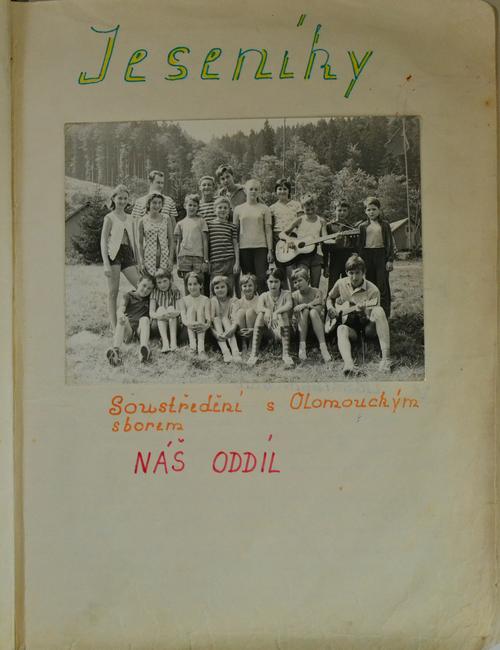 Jeseníky
Soustředění s Olomouckým
sborem
NÁŠ ODDÍL